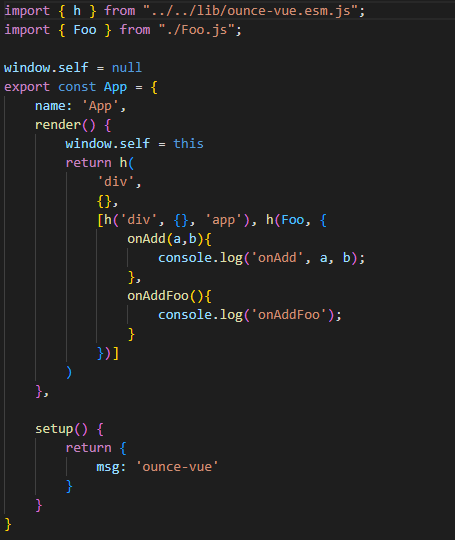 import { h } from "../../lib/ounce-vue.esm.js";
import { Foo } from "./Foo.js";

window.self = null
export const App = {
    name: 'App',
    render() {
        window.self = this
        return h(
            'div',
            {},
            [h('div', {}, 'app'), h(Foo, {
                onAdd(a,b){
                    console.log('onAdd', a, b);
                },
                onAddFoo(){
                    console.log('onAddFoo');
                }
            })]
        )
    },

    setup() {
        return {
            msg: 'ounce-vue'
        }
    }
}